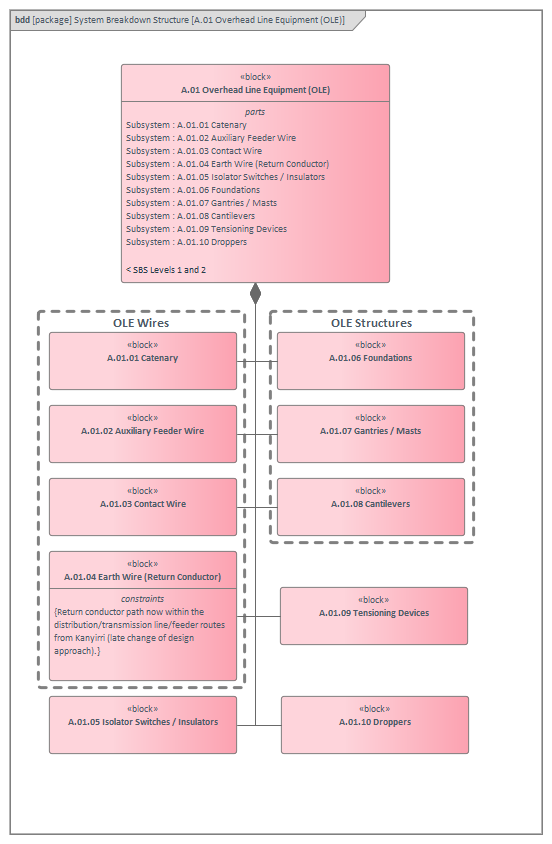 bdd [package] System Breakdown Structure [A.01 Overhead Line Equipment (OLE)]
«block»
A.01 Overhead Line Equipment (OLE)
parts
Subsystem : A.01.01 Catenary
Subsystem : A.01.02 Auxiliary Feeder Wire
Subsystem : A.01.03 Contact Wire
Subsystem : A.01.04 Earth Wire (Return Conductor)
Subsystem : A.01.05 Isolator Switches / Insulators
Subsystem : A.01.06 Foundations
Subsystem : A.01.07 Gantries / Masts
Subsystem : A.01.08 Cantilevers
Subsystem : A.01.09 Tensioning Devices
Subsystem : A.01.10 Droppers
< SBS Levels 1 and 2
OLE Wires
«block»
A.01.01 Catenary
«block»
A.01.02 Auxiliary Feeder Wire
«block»
A.01.03 Contact Wire
«block»
A.01.04 Earth Wire (Return Conductor)
constraints
{Return conductor path now within the
distribution/transmission line/feeder routes
from Kanyirri (late change of design
approach). }
«block»
A.01.05 Isolator Switches / Insulators
OLE Structures
«block»
A.01.06 Foundations
«block»
A.01.07 Gantries / Masts
«block»
A.01.08 Cantilevers
«block»
A.01.09 Tensioning Devices
«block»
A.01.10 Droppers